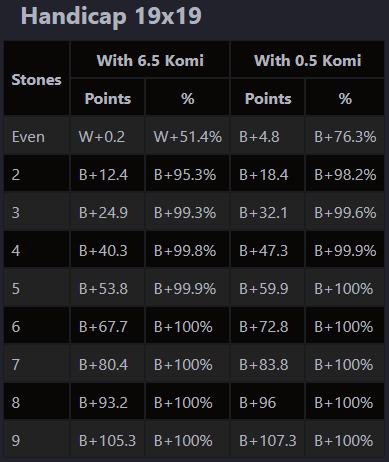 Handicap 19x19
Stones With 6.5 Komi With 0.5 Komi
Points % Points %
Even W+0.2 W+51.4% B+4.8 B+76.3%
2 B+12.4 B+95.3% B+18.4 B+98.2%
3 B+24.9 B+99.3% B+32.1 B+99.6%
4 B+40.3 B+99.8% B+47.3 B+99.9%
5 B+53.8 B+99.9% B+59.9 B+100%
6 B+67.7 B+100% B+72.8 B+100%
7 B+80.4 B+100% B+83.8 B+100%
8 B+93.2 B+100% B+96 B+100%
9 B+105.3 B+100% B+107.3 B+100%